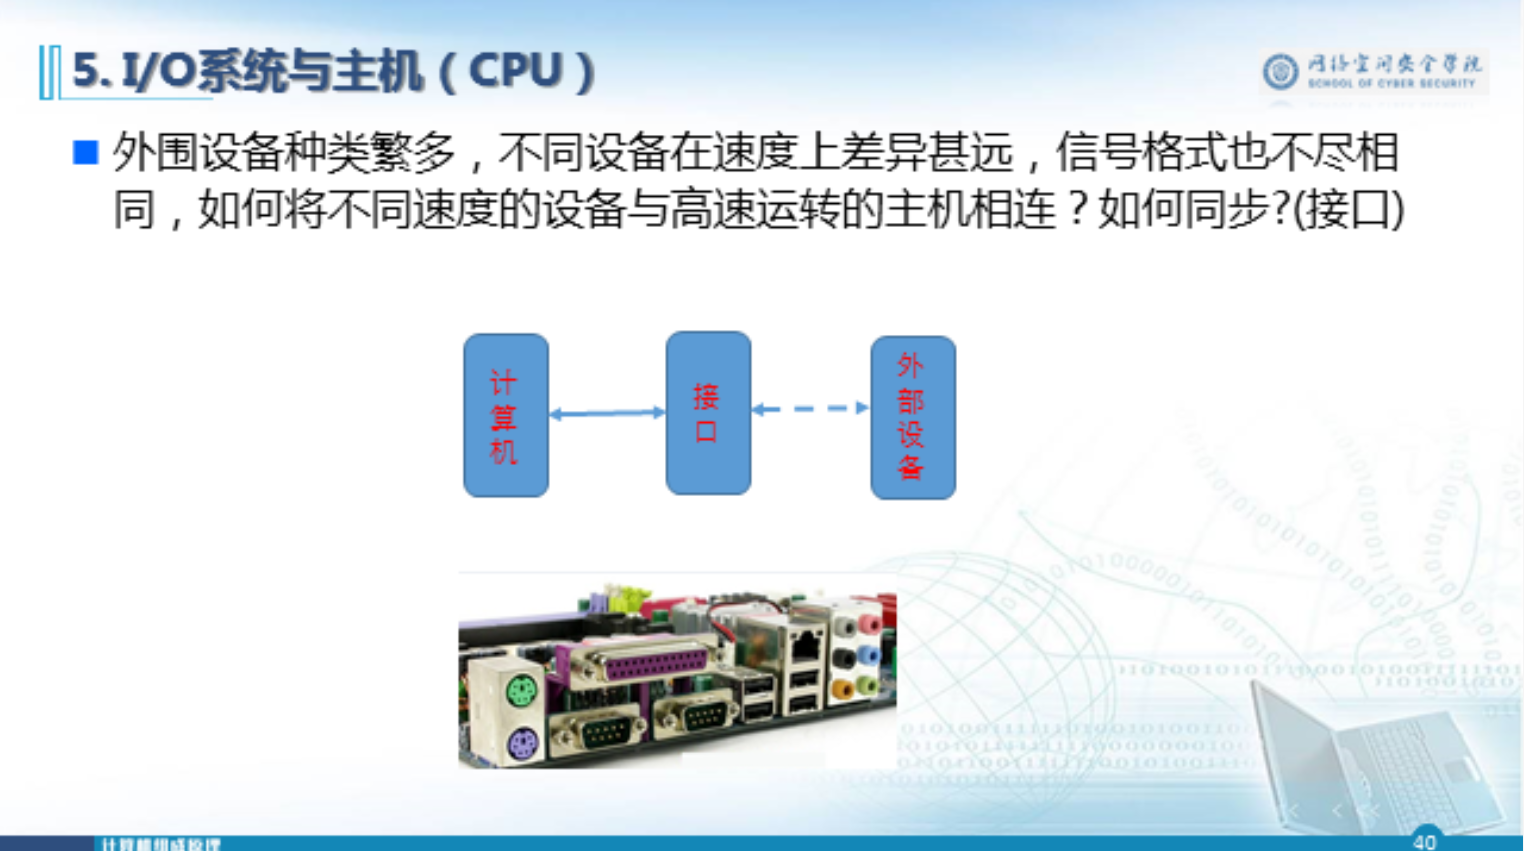 5. I/O系统与主机（CPU）
网络空间安全学院
SCHOOL OF CYBER SECURITY
外围设备种类繁多，不同设备在速度上差异甚远，信号格式也不尽相
同，如何将不同速度的设备与高速运转的主机相连？如何同步?(接口)
计算机
接口
外部设备
计算机组成原理
40